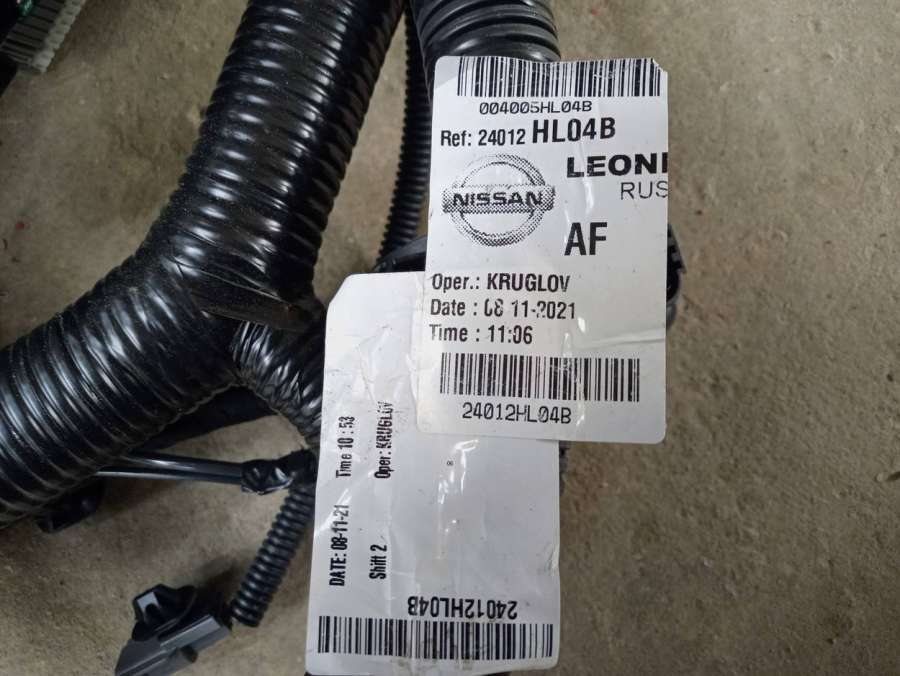 004005HL04B
Ref: 24012 HL04B
LEONI
RUS
NISSAN
AF
Oper.: KRUGLOV
Date : 08-11-2021
Time : 11:06
24012HL04B
DATE: 08-11-21 Time 10 : 53
Shift 2 Oper: KRUGLOV
24012HL04B